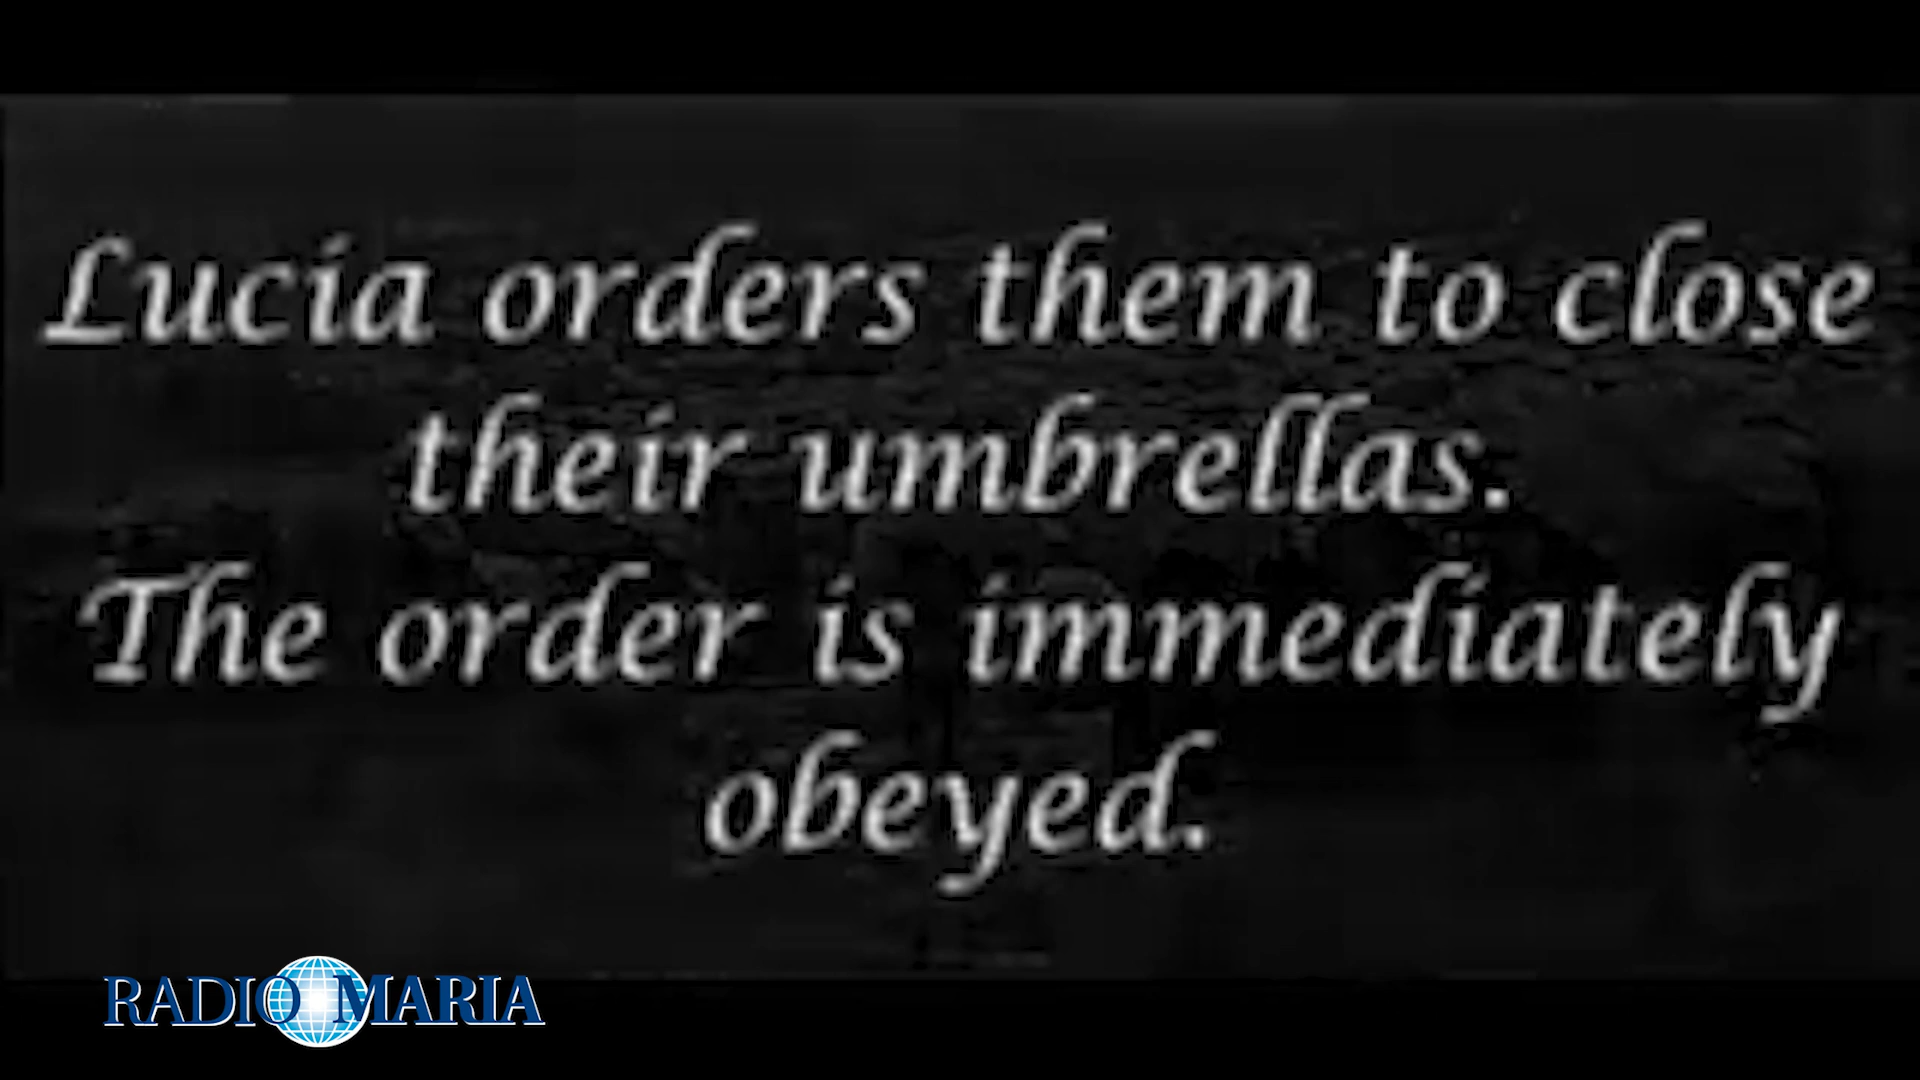 Lucia orders them to close
their umbrellas.
The order is immediately
obeyed.
RADIO MARIA